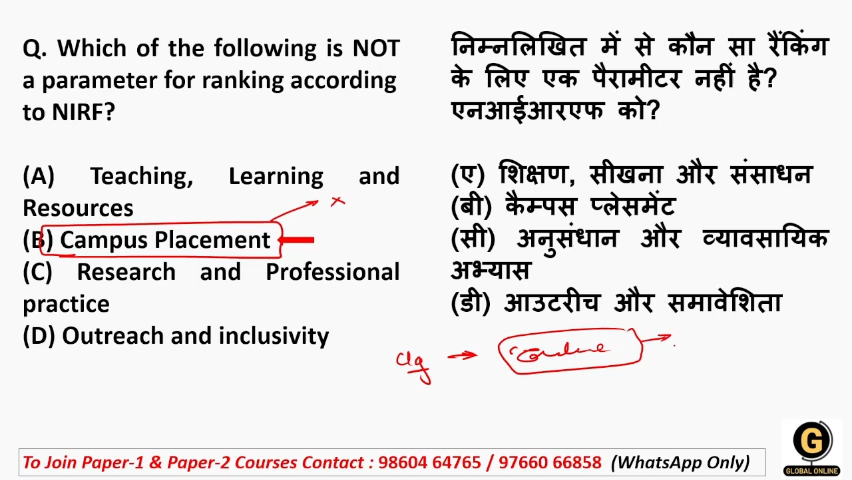 Q. Which of the following is NOT
a parameter for ranking according
to NIRF?
(A) Teaching, Learning and
Resources
(B) Campus Placement
(C) Research and Professional
practice
(D) Outreach and inclusivity
निम्नलिखित में से कौन सा रैंकिंग
के लिए एक पैरामीटर नहीं है?
एनआईआरएफ को?
(ए) शिक्षण, सीखना और संसाधन
(बी) कैम्पस प्लेसमेंट
(सी) अनुसंधान और व्यावसायिक
अभ्यास
(डी) आउटरीच और समावेशिता
To Join Paper-1 & Paper-2 Courses Contact : 98604 64765 / 97660 66858 (WhatsApp Only)
G
GLOBAL ONLINE